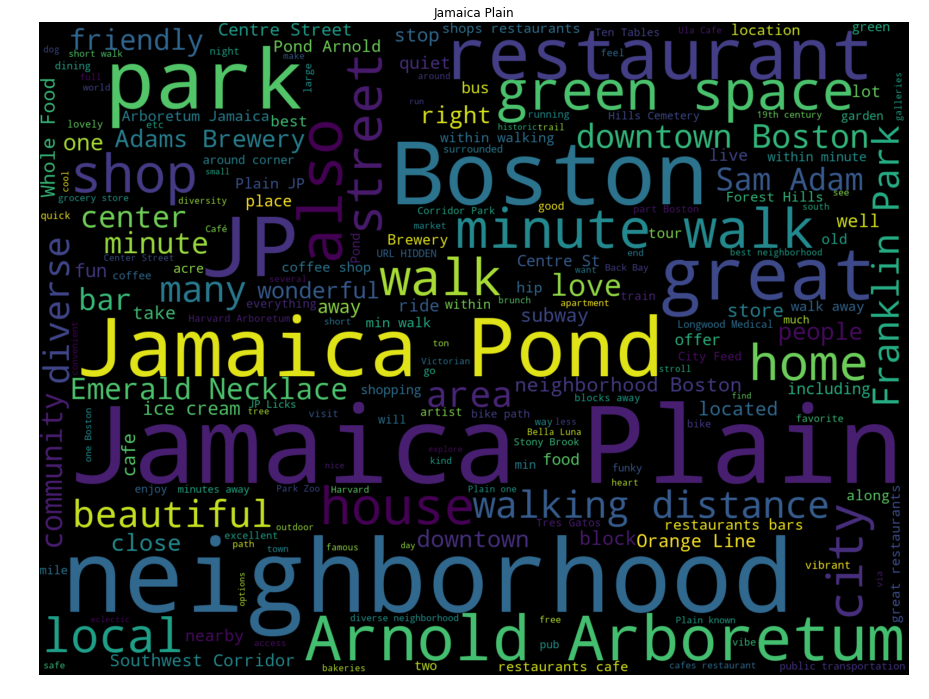 Jamaica Plain
friendly
Centre Street
Pond Arnold
stop
shops restaurants
Ten Tables
Ula Cafe
location
green
short walk
night
make
dining
park
large
street
quiet
restaurant
feel
dog
full
world
around
bus
green space
lot
galleries
Whole Food
Arboretum Jamaica
best
lovely
etc
one
Adams Brewery
also
right
run
running
historic
trail
Hills Cemetery
19th century
garden
downtown Boston
within walking
surrounded
around corner
small
shop
cool
grocery store
Plain JP
diversity
place
Boston
live
within minute
Sam Adam
Forest Hills
see
Franklin Park
quick
center
Café
JP
Pond
Corridor Park
good
part Boston
south
minute walk
well
market
minute
Center Street
Brewery
tour
old
URL HIDDEN
end
best neighborhood
community diverse
fun
acre
coffee
coffee shop
several
Centre St
want
Back Bay
walk
hip
love
train
great
many
wonderful
away
within
brunch
apartment
bar
take
everything
ride
subway
store
walk away
much
Harvard Arboretum
short
min walk
Longwood Medical
people
offer
convenient
Jamaica Pond
ton
Victorian
go
stroll
City Feed
home
Emerald Necklace
shopping
area
neighborhood Boston
including
blocks away
find
JP Licks
ice cream
tree
visit
artist
bike path
way
less
located
bike
favorite
one Boston
cafe
will
Bella Luna
Jamaica Plain
Stony Brook
explore
kind
min
food
funky
nice
heart
enjoy
minutes away
Park Zoo
Harvard
Plain one
along
beautiful
house
walking distance
outdoor
Tres Gatos
restaurants bars
city
great restaurants
close
excellent
path
town
downtown
block
Orange Line
mile
famous
day
vibrant
via
options
neighborhood
eclectic
access
diverse neighborhood
free
Plain known
local
nearby
Arnold Arboretum
pub
vibe
safe
Southwest Corridor
bakeries
two
restaurants cafe
cafes restaurant
public transportation